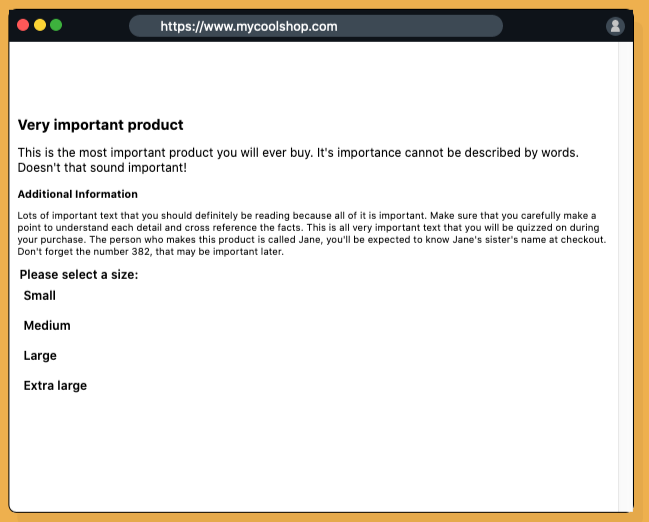 https://www.mycoolshop.com
Very important product
This is the most important product you will ever buy. It's importance cannot be described by words.
Doesn't that sound important!
Additional Information
Lots of important text that you should definitely be reading because all of it is important. Make sure that you carefully make a
point to understand each detail and cross reference the facts. This is all very important text that you will be quizzed on during
your purchase. The person who makes this product is called Jane, you'll be expected to know Jane's sister's name at checkout.
Don't forget the number 382, that may be important later.
Please select a size:
Small
Medium
Large
Extra large